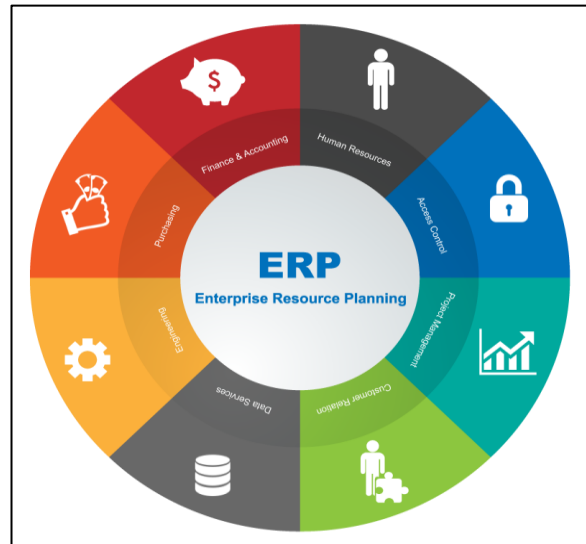 Finance & Accounting
Human Resources
Access Control
Project Management
Customer Relation
Data Services
Engineering
Purchasing
$
ERP
Enterprise Resource Planning